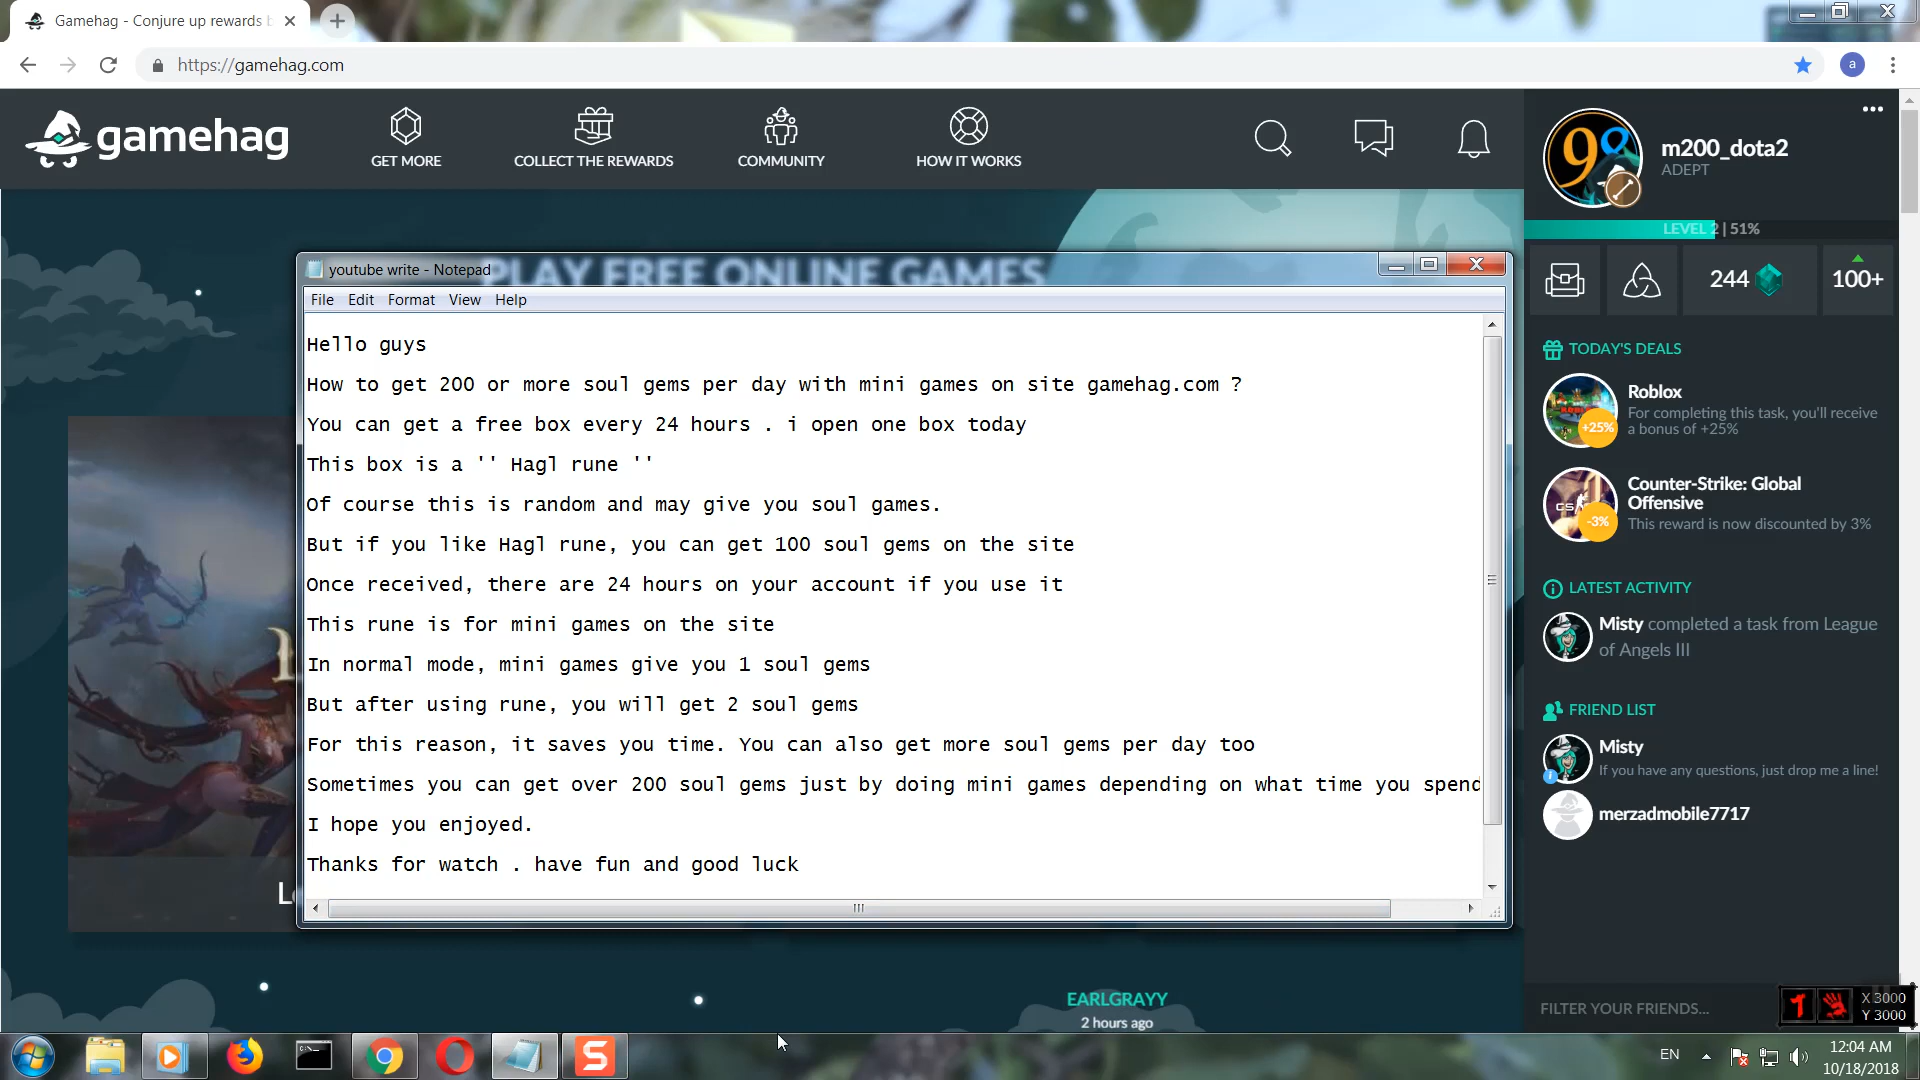 Gamehag - Conjure up rewards
https://gamehag.com
a
gamehag
GET MORE
COLLECT THE REWARDS
COMMUNITY
HOW IT WORKS
m200_dota2
ADEPT
LEVEL 2 | 51%
244
100+
PLAY FREE ONLINE GAMES
youtube write - Notepad
File Edit Format View Help
Hello guys
How to get 200 or more soul gems per day with mini games on site gamehag.com ?
You can get a free box every 24 hours . i open one box today
This box is a '' Hagl rune ''
Of course this is random and may give you soul games.
But if you like Hagl rune, you can get 100 soul gems on the site
Once received, there are 24 hours on your account if you use it
This rune is for mini games on the site
In normal mode, mini games give you 1 soul gems
But after using rune, you will get 2 soul gems
For this reason, it saves you time. You can also get more soul gems per day too
Sometimes you can get over 200 soul gems just by doing mini games depending on what time you spend
I hope you enjoyed.
Thanks for watch . have fun and good luck
TODAY'S DEALS
Roblox
For completing this task, you'll receive
a bonus of +25%
+25%
Counter-Strike: Global
Offensive
This reward is now discounted by 3%
CS
-3%
LATEST ACTIVITY
Misty completed a task from League
of Angels III
FRIEND LIST
Misty
If you have any questions, just drop me a line!
merzadmobile7717
EARLGRAYY
2 hours ago
FILTER YOUR FRIENDS...
1
X 3000
Y 3000
EN
12:04 AM
10/18/2018